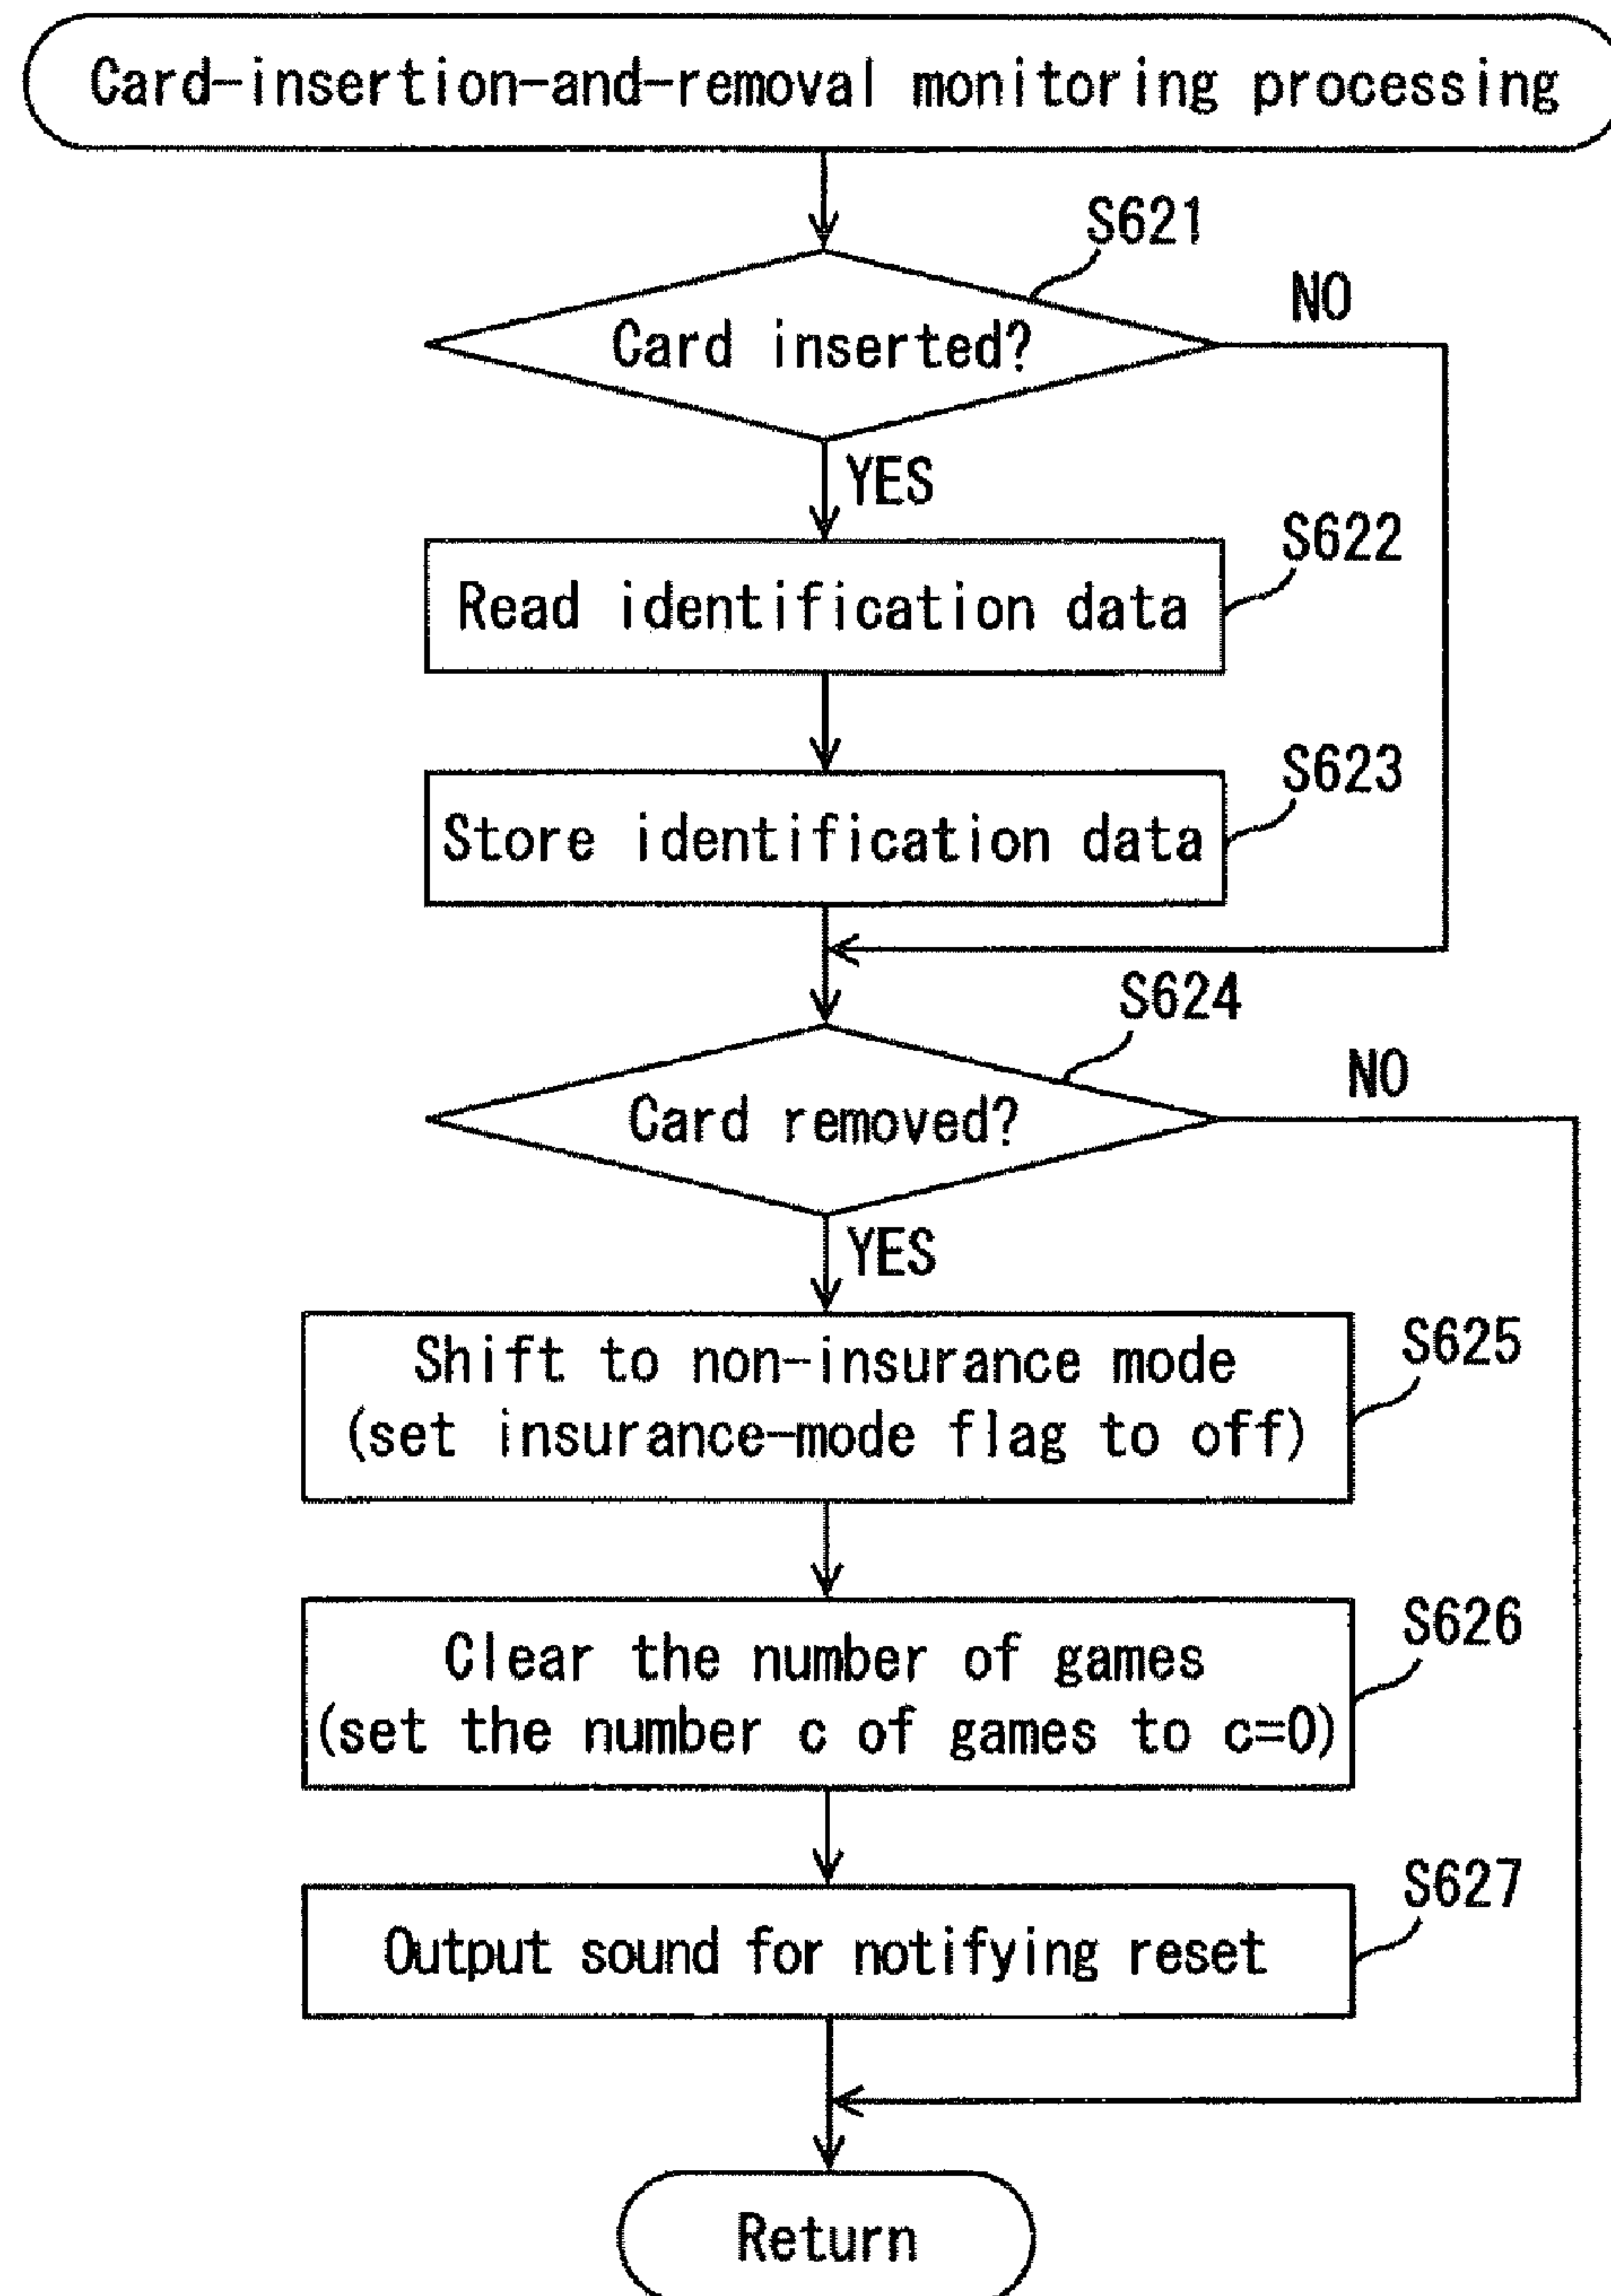 Card-insertion-and-removal monitoring processing
S621
Card inserted?
NO
YES
S622
Read identification data
S623
Store identification data
S624
Card removed?
NO
YES
S625
Shift to non-insurance mode
(set insurance-mode flag to off)
S626
Clear the number of games
(set the number c of games to c=0)
S627
Output sound for notifying reset
Return